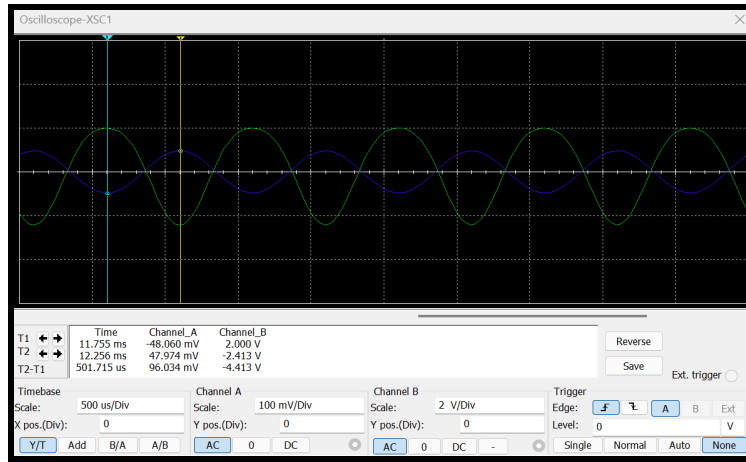 Oscilloscope-XSC1
Time Channel_A Channel_B
T1 11.755 ms -48.060 mV 2.000 V
T2 12.256 ms 47.974 mV -2.413 V
T2-T1 501.715 us 96.034 mV -4.413 V
Reverse
Save
Ext. trigger
Timebase
Scale: 500 us/Div
X pos.(Div): 0
Y/T Add B/A A/B
Channel A
Scale: 100 mV/Div
Y pos.(Div): 0
AC 0 DC
Channel B
Scale: 2 V/Div
Y pos.(Div): 0
AC 0 DC -
Trigger
Edge: A B Ext
Level: 0 V
Single Normal Auto None